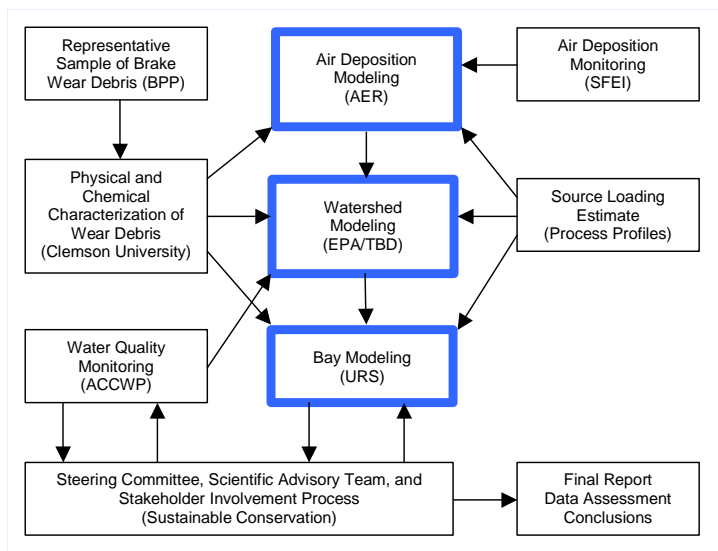 Representative
Sample of Brake
Wear Debris (BPP)
Air Deposition
Modeling
(AER)
Air Deposition
Monitoring
(SFEI)
Physical and
Chemical
Characterization of
Wear Debris
(Clemson University)
Watershed
Modeling
(EPA/TBD)
Source Loading
Estimate
(Process Profiles)
Water Quality
Monitoring
(ACCWP)
Bay Modeling
(URS)
Steering Committee, Scientific Advisory Team, and
Stakeholder Involvement Process
(Sustainable Conservation)
Final Report
Data Assessment
Conclusions